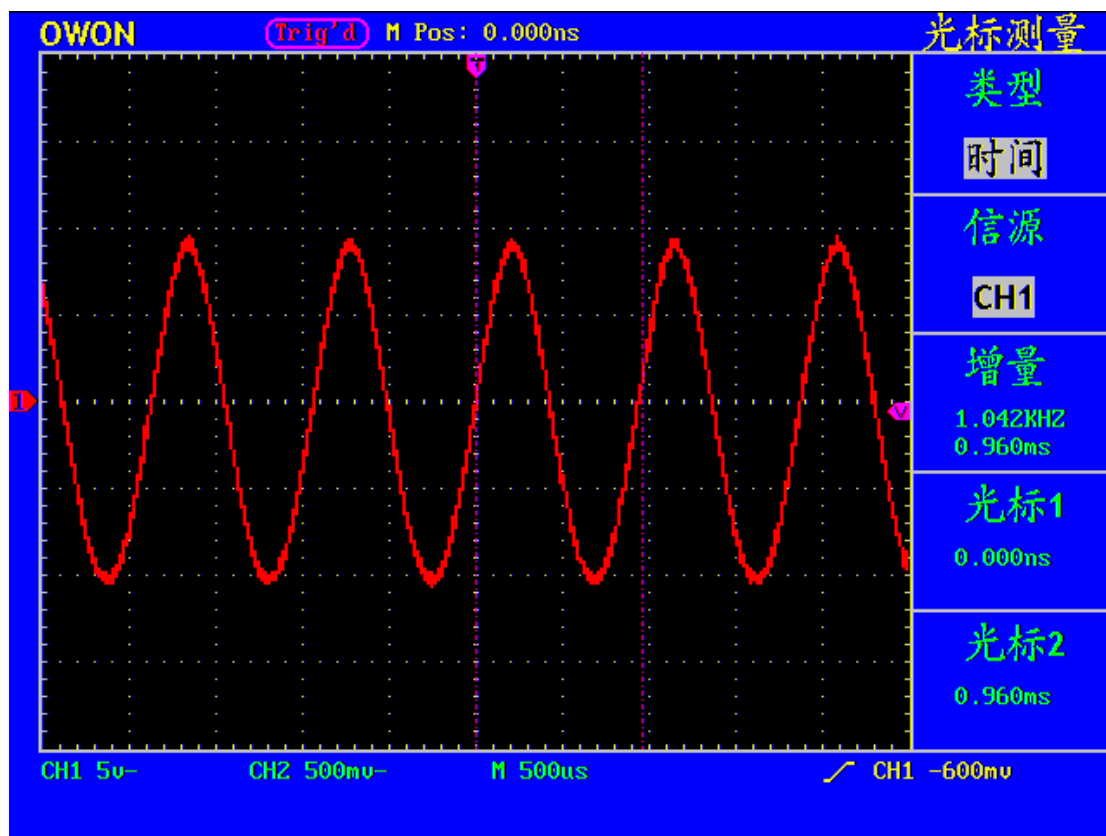 OWON Trig'd M Pos: 0.000ns 光标测量
T
类型
时间
信源
CH1
1
增量
V
1.042KHZ
0.960ms
光标1
0.000ns
光标2
0.960ms
CH1 5v- CH2 500mv- M 500us CH1 -600mv